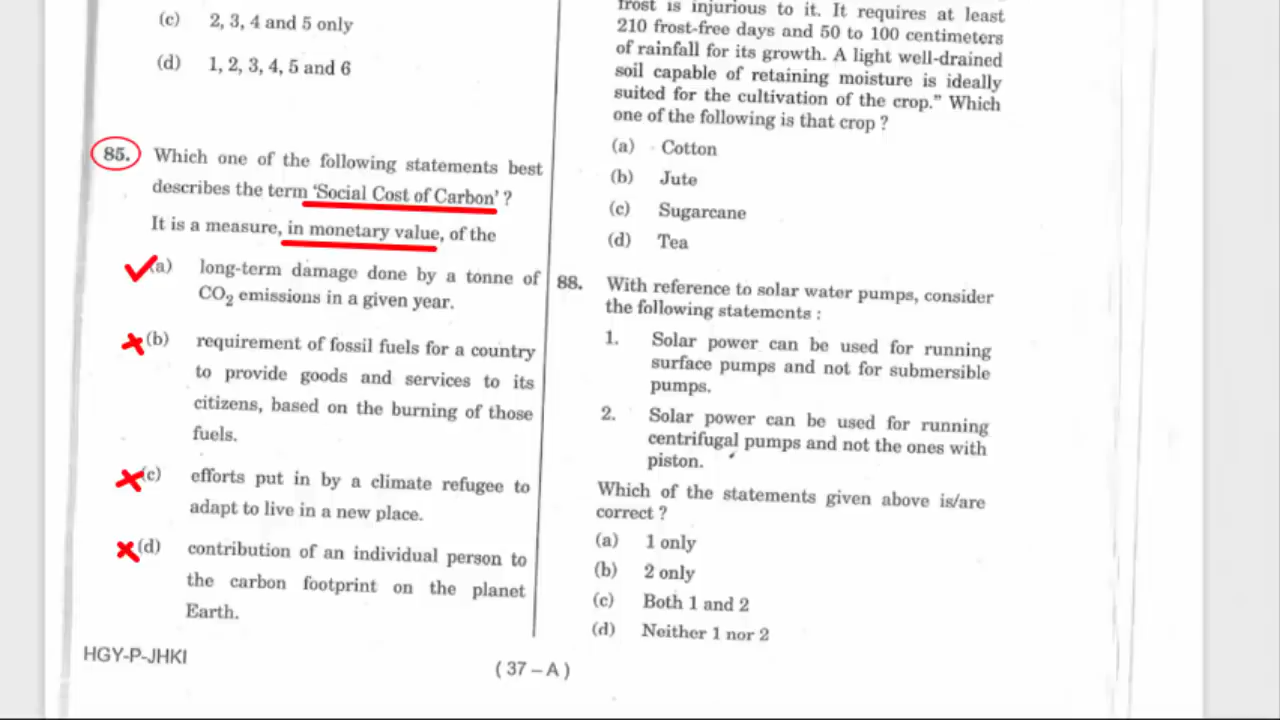 (c) 2, 3, 4 and 5 only
(d) 1, 2, 3, 4, 5 and 6
85. Which one of the following statements best
describes the term ‘Social Cost of Carbon’ ?
It is a measure, in monetary value, of the
(a) long-term damage done by a tonne of
CO2 emissions in a given year.
(b) requirement of fossil fuels for a country
to provide goods and services to its
citizens, based on the burning of those
fuels.
(c) efforts put in by a climate refugee to
adapt to live in a new place.
(d) contribution of an individual person to
the carbon footprint on the planet
Earth.
HGY-P-JHKI
frost is injurious to it. It requires at least
210 frost-free days and 50 to 100 centimeters
of rainfall for its growth. A light well-drained
soil capable of retaining moisture is ideally
suited for the cultivation of the crop.” Which
one of the following is that crop ?
(a) Cotton
(b) Jute
(c) Sugarcane
(d) Tea
88. With reference to solar water pumps, consider
the following statements :
1. Solar power can be used for running
surface pumps and not for submersible
pumps.
2. Solar power can be used for running
centrifugal pumps and not the ones with
piston.
Which of the statements given above is/are
correct ?
(a) 1 only
(b) 2 only
(c) Both 1 and 2
(d) Neither 1 nor 2
( 37 – A )